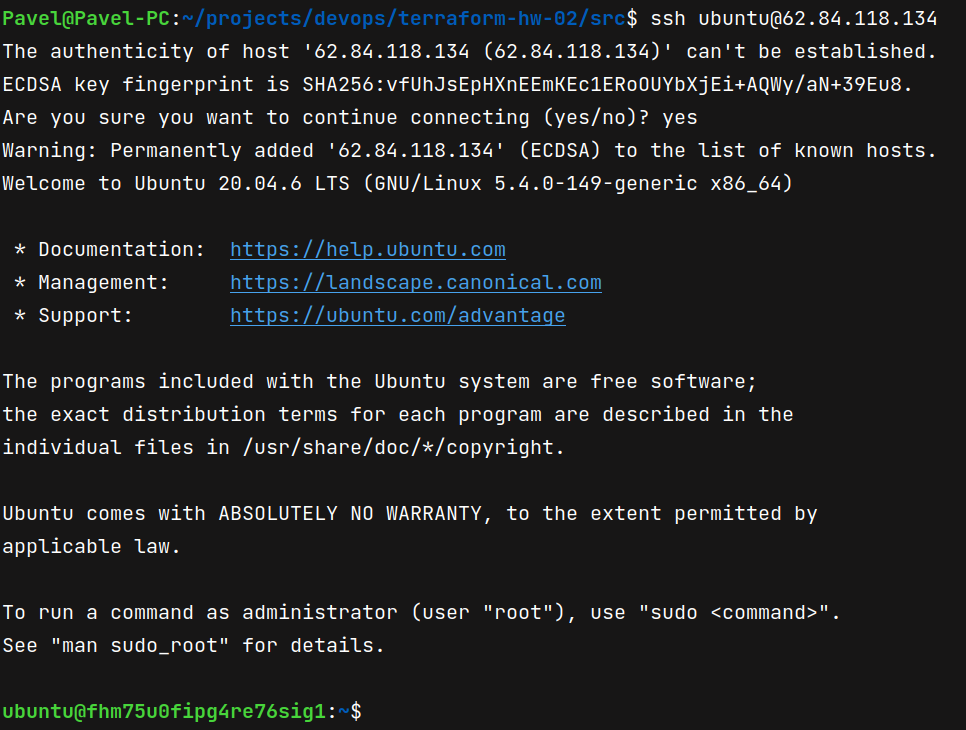 Pavel@Pavel-PC:~/projects/devops/terraform-hw-02/src$ ssh ubuntu@62.84.118.134
The authenticity of host '62.84.118.134 (62.84.118.134)' can't be established.
ECDSA key fingerprint is SHA256:vfUhJsEpHXnEEmKEc1ERoOUYbXjEi+AQWy/aN+39Eu8.
Are you sure you want to continue connecting (yes/no)? yes
Warning: Permanently added '62.84.118.134' (ECDSA) to the list of known hosts.
Welcome to Ubuntu 20.04.6 LTS (GNU/Linux 5.4.0-149-generic x86_64)
* Documentation:  https://help.ubuntu.com
* Management:     https://landscape.canonical.com
* Support:        https://ubuntu.com/advantage
The programs included with the Ubuntu system are free software;
the exact distribution terms for each program are described in the
individual files in /usr/share/doc/*/copyright.
Ubuntu comes with ABSOLUTELY NO WARRANTY, to the extent permitted by
applicable law.
To run a command as administrator (user "root"), use "sudo <command>".
See "man sudo_root" for details.
ubuntu@fhm75u0fipg4re76sig1:~$